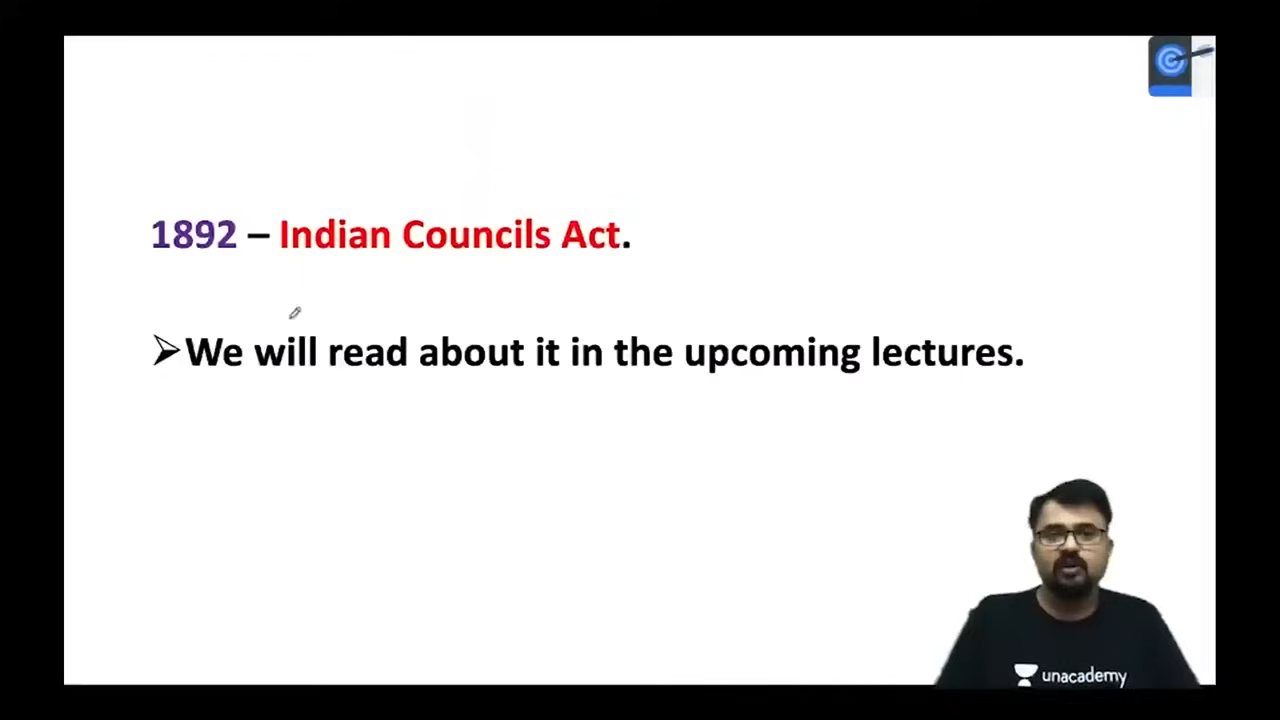 1892 – Indian Councils Act.
➢We will read about it in the upcoming lectures.
unacademy